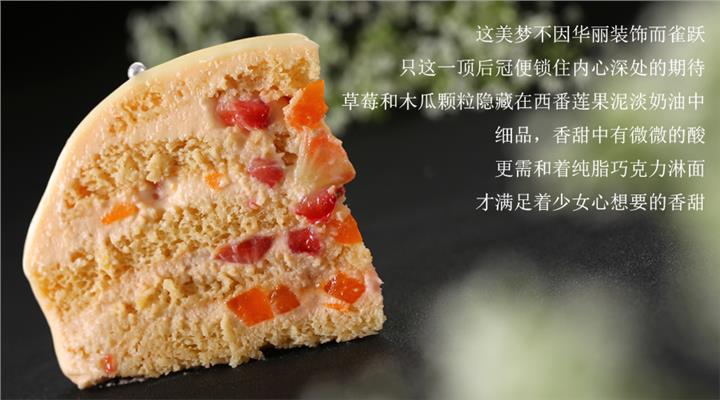 这美梦不因华丽装饰而雀跃
只这一顶后冠便锁住内心深处的期待
草莓和木瓜颗粒隐藏在西番莲果泥淡奶油中
细品，香甜中有微微的酸
更需和着纯脂巧克力淋面
才满足着少女心想要的香甜